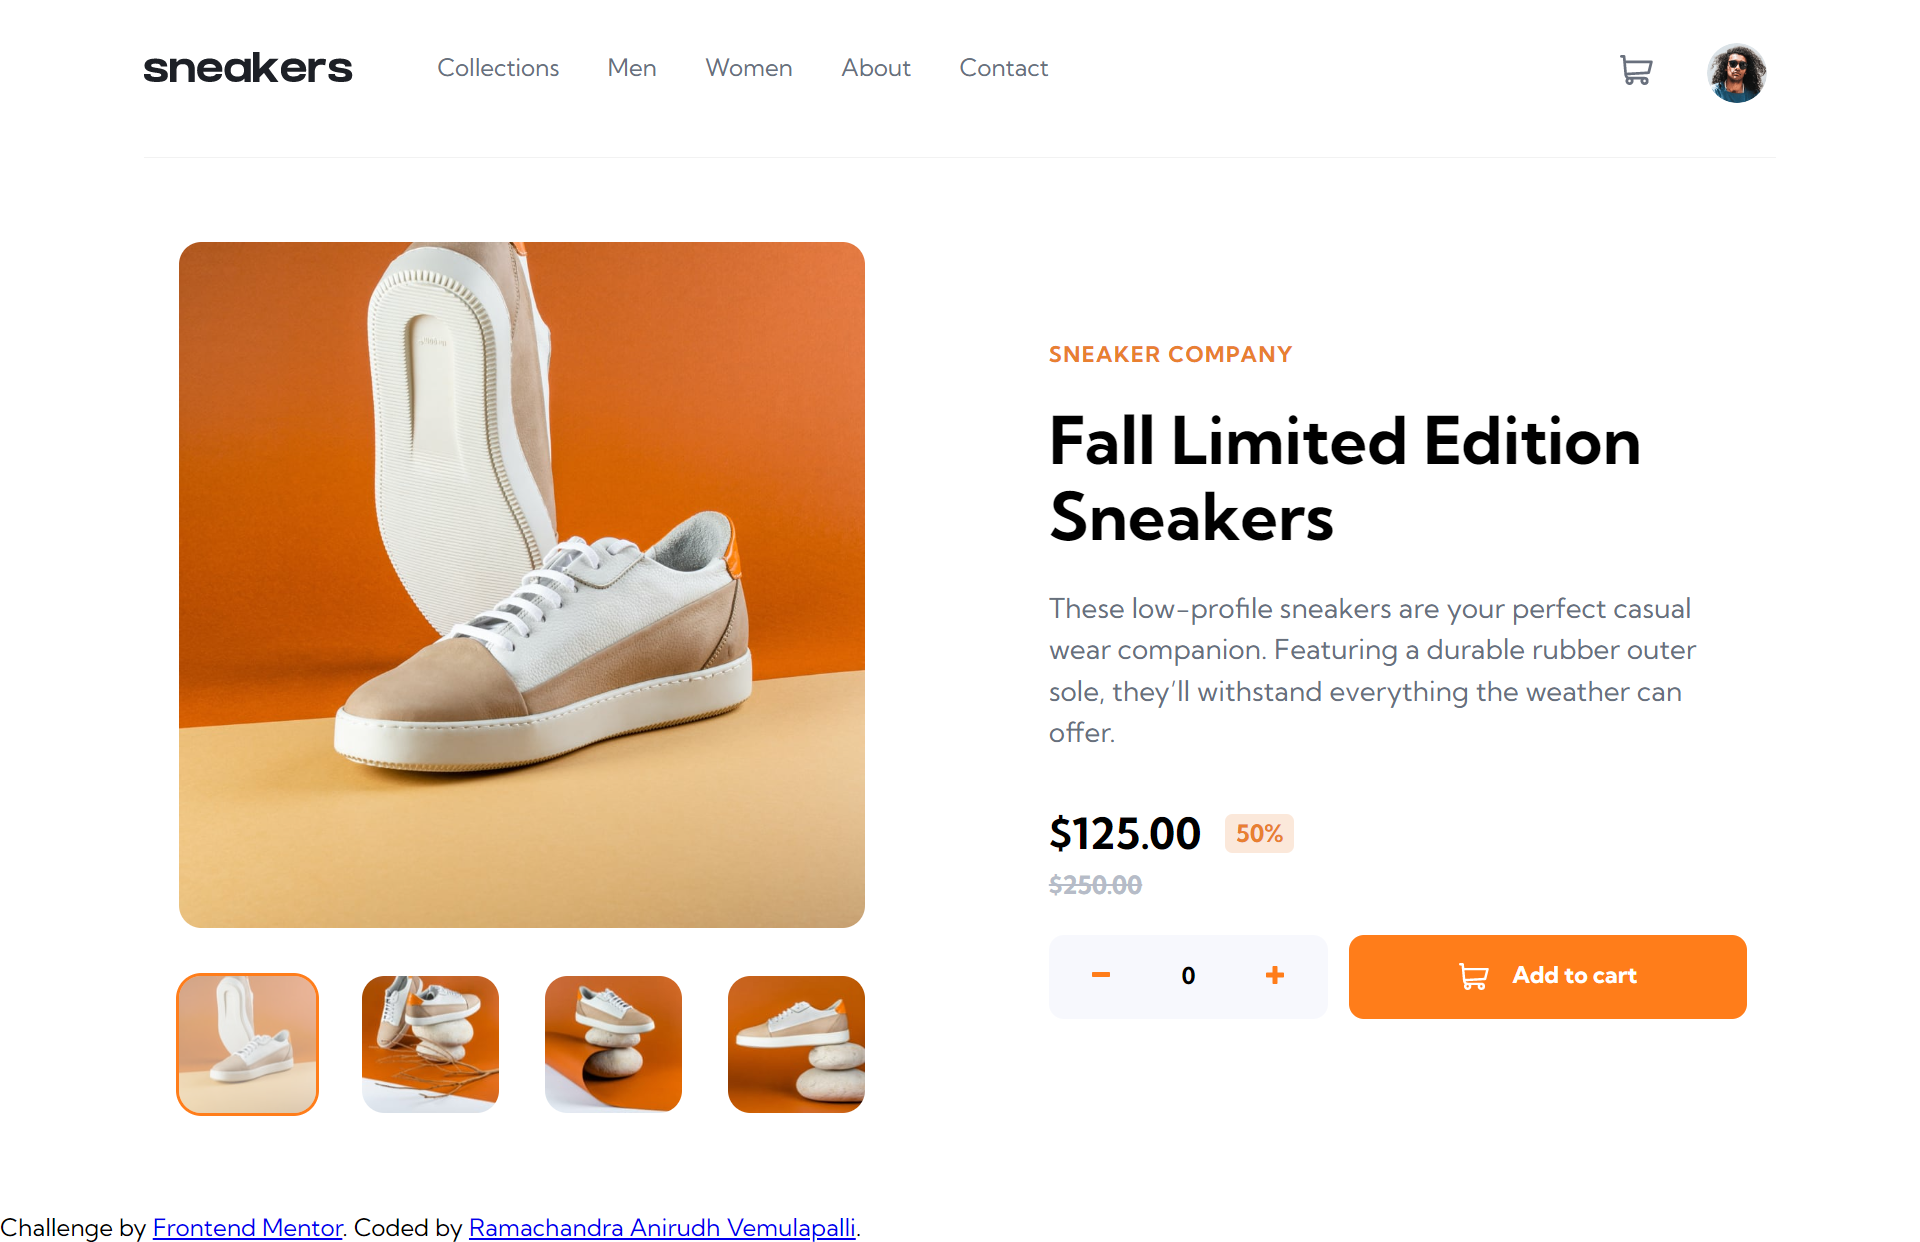 sneakers
Collections
Men
Women
About
Contact
SNEAKER COMPANY
Fall Limited Edition
Sneakers
These low-profile sneakers are your perfect casual
wear companion. Featuring a durable rubber outer
sole, they’ll withstand everything the weather can
offer.
$125.00
50%
$250.00
0
Add to cart
Challenge by Frontend Mentor. Coded by Ramachandra Anirudh Vemulapalli.